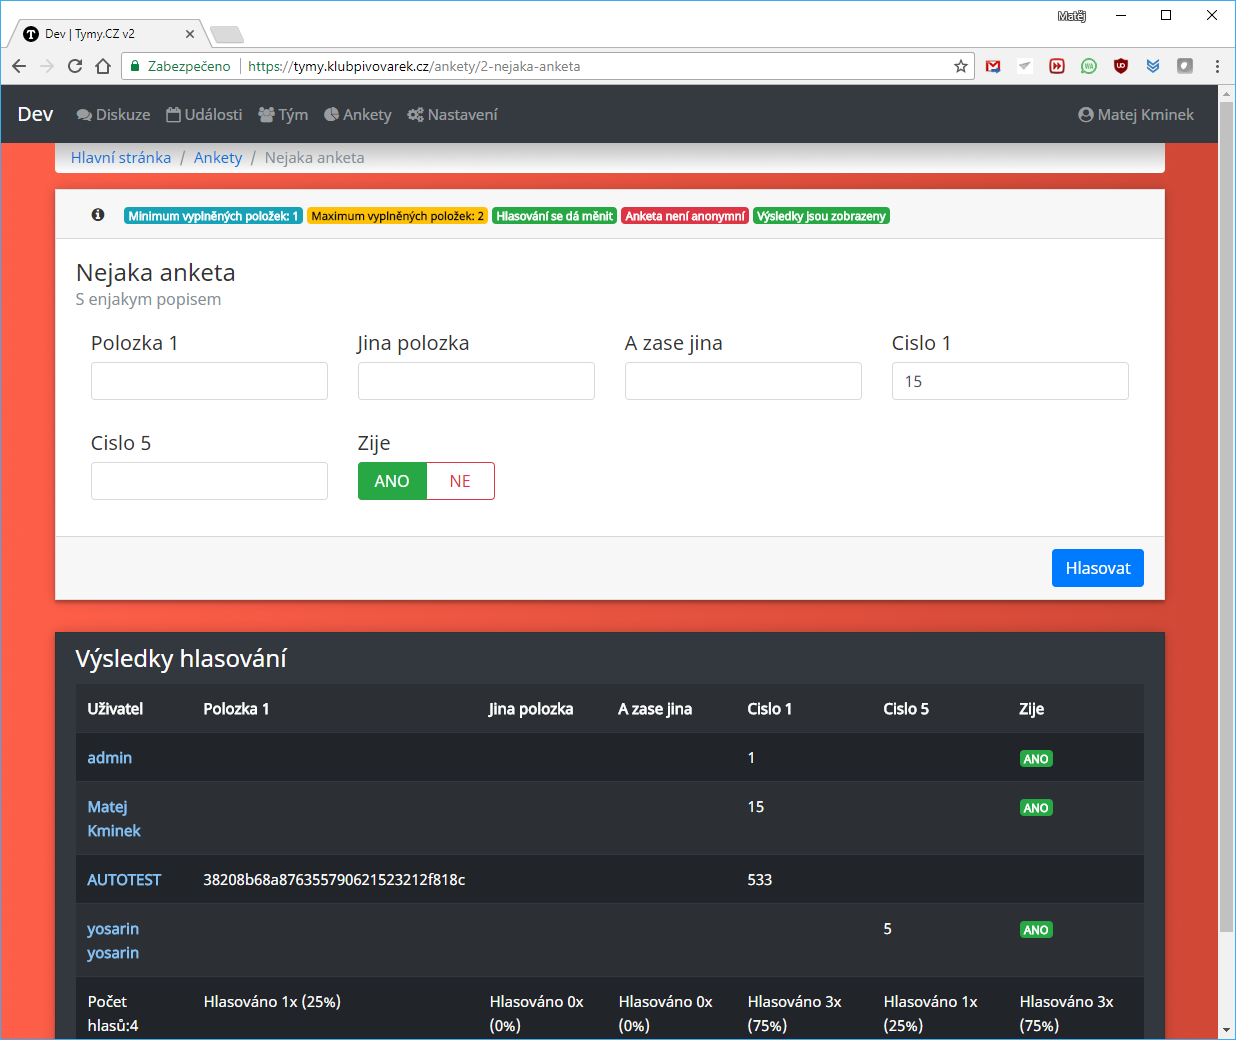 Matěj
Dev | Tymy.CZ v2
Zabezpečeno https://tymy.klubpivovarek.cz/ankety/2-nejaka-anketa
Dev Diskuze Události Tým Ankety Nastavení Matej Kminek
Hlavní stránka / Ankety / Nejaka anketa
Minimum vyplněných položek: 1 Maximum vyplněných položek: 2 Hlasování se dá měnit Anketa není anonymní Výsledky jsou zobrazeny
Nejaka anketa
S enjakym popisem
Polozka 1 Jina polozka A zase jina Cislo 1
15
Cislo 5 Zije
ANO NE
Hlasovat
Výsledky hlasování
Uživatel Polozka 1 Jina polozka A zase jina Cislo 1 Cislo 5 Zije
admin 1 ANO
Matej 15 ANO
Kminek
AUTOTEST 38208b68a876355790621523212f818c 533
yosarin 5 ANO
yosarin
Počet Hlasováno 1x (25%) Hlasováno 0x Hlasováno 0x Hlasováno 3x Hlasováno 1x Hlasováno 3x
hlasů:4 (0%) (0%) (75%) (25%) (75%)